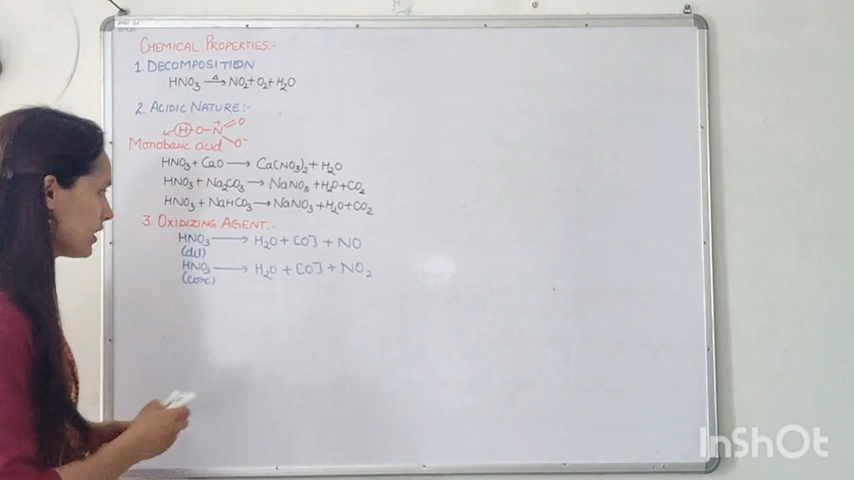 CHEMICAL PROPERTIES:-
1. DECOMPOSITION
HNO₃ —Δ→ NO₂+O₂+H₂O
2. ACIDIC NATURE:-
H-O-N⁺ =O -O⁻
Monobasic acid
HNO₃+CaO → Ca(NO₃)₂+H₂O
HNO₃+Na₂CO₃ → NaNO₃+H₂O+CO₂
HNO₃+NaHCO₃ → NaNO₃+H₂O+CO₂
3. OXIDIZING AGENT:-
HNO₃ → H₂O+[O]+NO
(dil)
HNO₃ → H₂O+[O]+NO₂
(conc)
InShOt